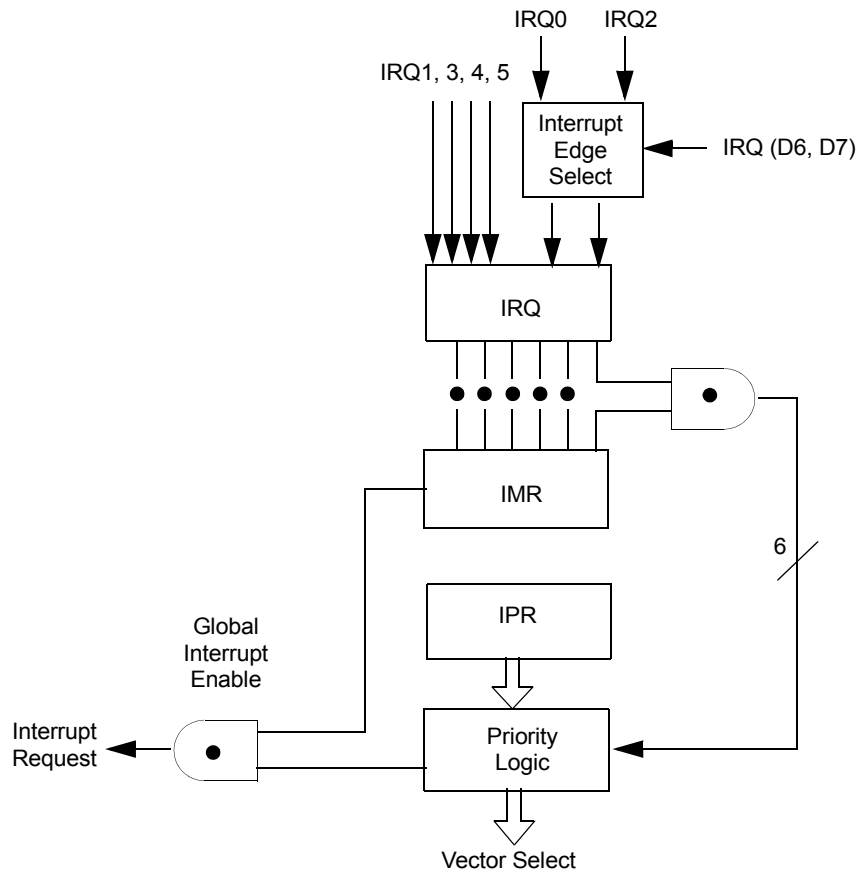 IRQ0
IRQ2
IRQ1, 3, 4, 5
Interrupt
Edge
Select
IRQ (D6, D7)
IRQ
IMR
6
IPR
Global
Interrupt
Enable
Interrupt
Request
Priority
Logic
Vector Select